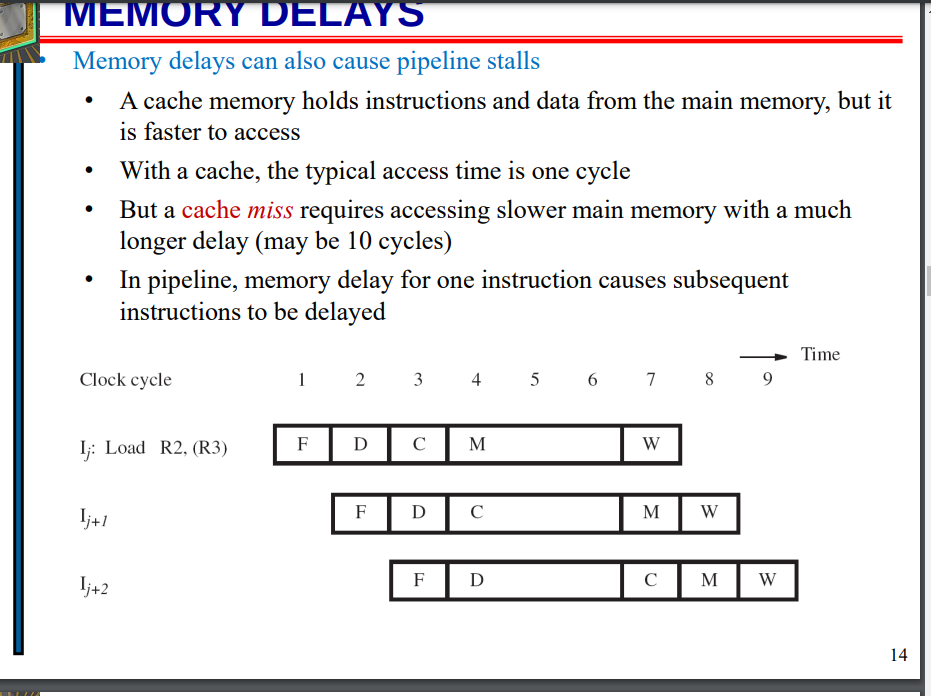 MEMORY DELAYS
• Memory delays can also cause pipeline stalls
• A cache memory holds instructions and data from the main memory, but it
is faster to access
• With a cache, the typical access time is one cycle
• But a cache miss requires accessing slower main memory with a much
longer delay (may be 10 cycles)
• In pipeline, memory delay for one instruction causes subsequent
instructions to be delayed
Time
Clock cycle 1 2 3 4 5 6 7 8 9
Ij: Load R2, (R3) F D C M W
Ij+1 F D C M W
Ij+2 F D C M W
14